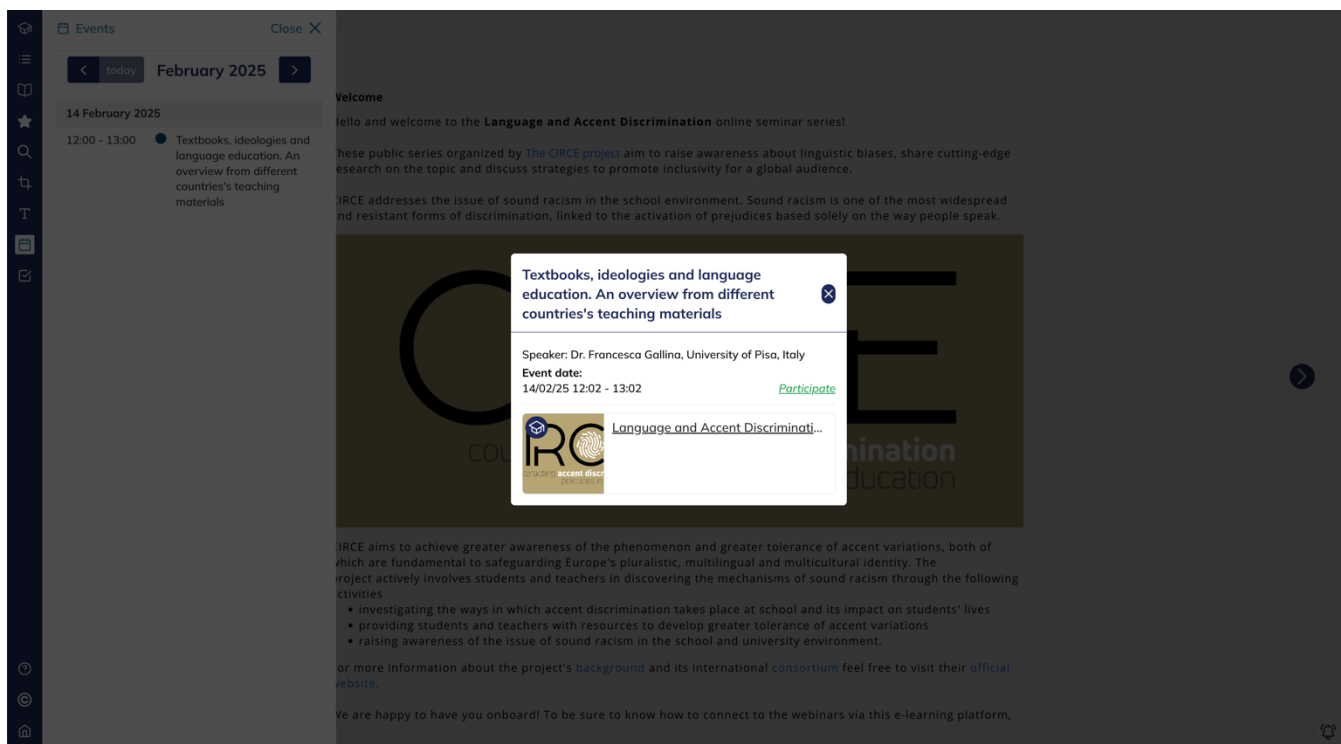 Events
Close
today
February 2025
14 February 2025
12:00 - 13:00
Textbooks, ideologies and
language education. An
overview from different
countries's teaching
materials
Welcome
Hello and welcome to the Language and Accent Discrimination online seminar series!
These public series organized by The CIRCE project aim to raise awareness about linguistic biases, share cutting-edge
research on the topic and discuss strategies to promote inclusivity for a global audience.
CIRCE addresses the issue of sound racism in the school environment. Sound racism is one of the most widespread
and resistant forms of discrimination, linked to the activation of prejudices based solely on the way people speak.
Textbooks, ideologies and language
education. An overview from different
countries's teaching materials
Speaker: Dr. Francesca Gallina, University of Pisa, Italy
Event date:
14/02/25 12:02 - 13:02
Participate
Language and Accent Discriminati...
IRC
accent discr
practices in
C E
cou mination
education
CIRCE aims to achieve greater awareness of the phenomenon and greater tolerance of accent variations, both of
which are fundamental to safeguarding Europe's pluralistic, multilingual and multicultural identity. The
project actively involves students and teachers in discovering the mechanisms of sound racism through the following
activities
• investigating the ways in which accent discrimination takes place at school and its impact on students' lives
• providing students and teachers with resources to develop greater tolerance of accent variations
• raising awareness of the issue of sound racism in the school and university environment.
For more information about the project's background and its international consortium feel free to visit their official
website.
We are happy to have you onboard! To be sure to know how to connect to the webinars via this e-learning platform,